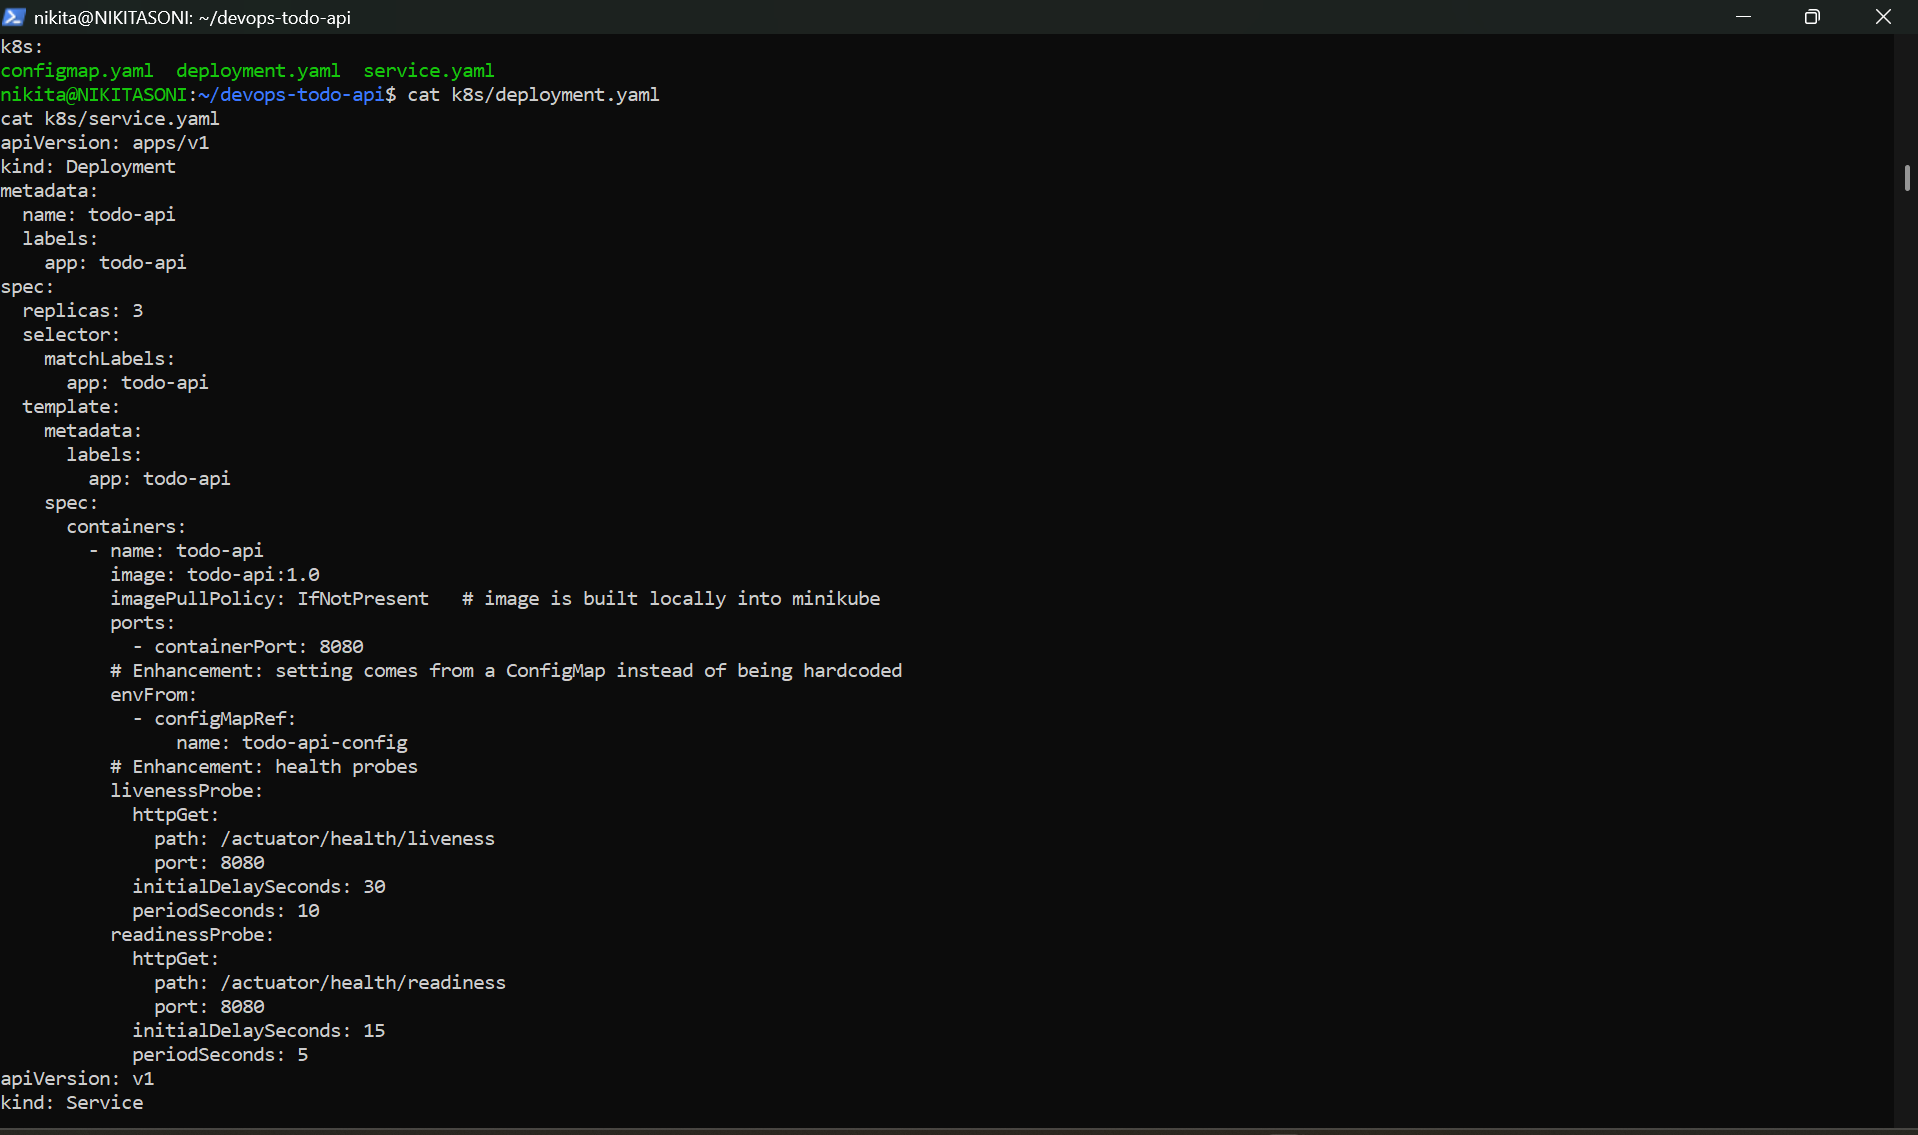 nikita@NIKITASONI: ~/devops-todo-api
k8s:
configmap.yaml  deployment.yaml  service.yaml
nikita@NIKITASONI:~/devops-todo-api$ cat k8s/deployment.yaml
cat k8s/service.yaml
apiVersion: apps/v1
kind: Deployment
metadata:
  name: todo-api
  labels:
    app: todo-api
spec:
  replicas: 3
  selector:
    matchLabels:
      app: todo-api
  template:
    metadata:
      labels:
        app: todo-api
    spec:
      containers:
        - name: todo-api
          image: todo-api:1.0
          imagePullPolicy: IfNotPresent   # image is built locally into minikube
          ports:
            - containerPort: 8080
          # Enhancement: setting comes from a ConfigMap instead of being hardcoded
          envFrom:
            - configMapRef:
                name: todo-api-config
          # Enhancement: health probes
          livenessProbe:
            httpGet:
              path: /actuator/health/liveness
              port: 8080
            initialDelaySeconds: 30
            periodSeconds: 10
          readinessProbe:
            httpGet:
              path: /actuator/health/readiness
              port: 8080
            initialDelaySeconds: 15
            periodSeconds: 5
apiVersion: v1
kind: Service